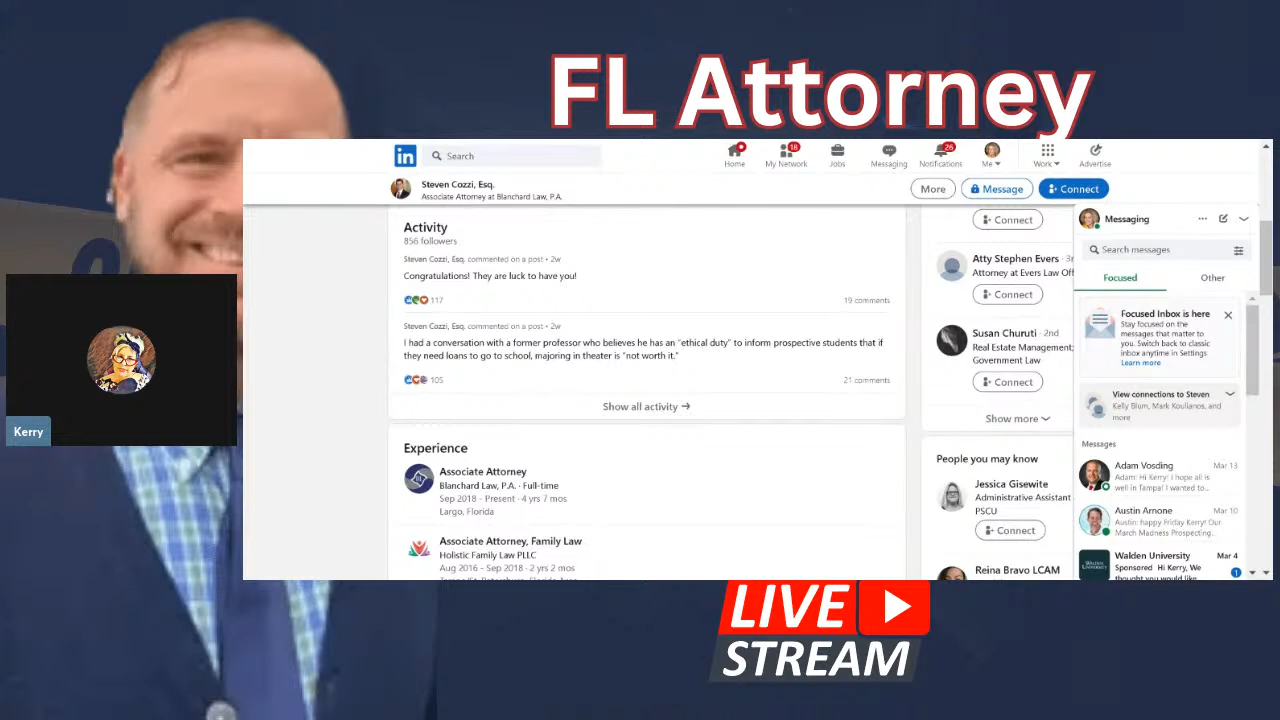 FL Attorney
in
Search
Home
18
My Network
Jobs
Messaging
26
Notifications
Me
Work
Advertise
Steven Cozzi, Esq.
Associate Attorney at Blanchard Law, P.A.
More
Message
Connect
Activity
856 followers
Steven Cozzi, Esq. commented on a post • 2w
Congratulations! They are luck to have you!
117
19 comments
Steven Cozzi, Esq. commented on a post • 2w
I had a conversation with a former professor who believes he has an "ethical duty" to inform prospective students that if
they need loans to go to school, majoring in theater is "not worth it."
105
21 comments
Show all activity →
Experience
Associate Attorney
Blanchard Law, P.A. · Full-time
Sep 2018 - Present · 4 yrs 7 mos
Largo, Florida
Associate Attorney, Family Law
Holistic Family Law PLLC
Aug 2016 - Sep 2018 · 2 yrs 2 mos
Connect
Atty Stephen Evers · 3r
Attorney at Evers Law Off
Connect
Susan Churuti · 2nd
Real Estate Management;
Government Law
Connect
Show more
People you may know
Jessica Gisewite
Administrative Assistant
PSCU
Connect
Reina Bravo LCAM
Messaging
Search messages
Focused
Other
Focused Inbox is here
Stay focused on the
messages that matter to
you. Switch back to classic
inbox anytime in Settings
Learn more
View connections to Steven
Kelly Blum, Mark Koulianos, and
more
Messages
Adam Vosding
Mar 13
Adam: Hi Kerry! I hope all is
well in Tampa! I wanted to...
Austin Arnone
Mar 10
Austin: happy Friday Kerry! Our
March Madness Prospecting...
WALDEN
UNIVERSITY
Walden University
Mar 4
Sponsored Hi Kerry, We
thought you would like
1
Kerry
LIVE
STREAM